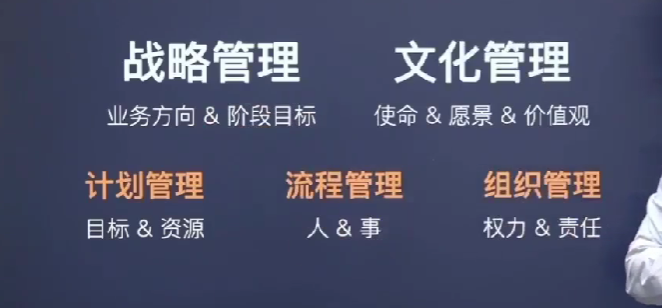 战略管理 文化管理
业务方向 & 阶段目标 使命 & 愿景 & 价值观
计划管理 流程管理 组织管理
目标 & 资源 人 & 事 权力 & 责任